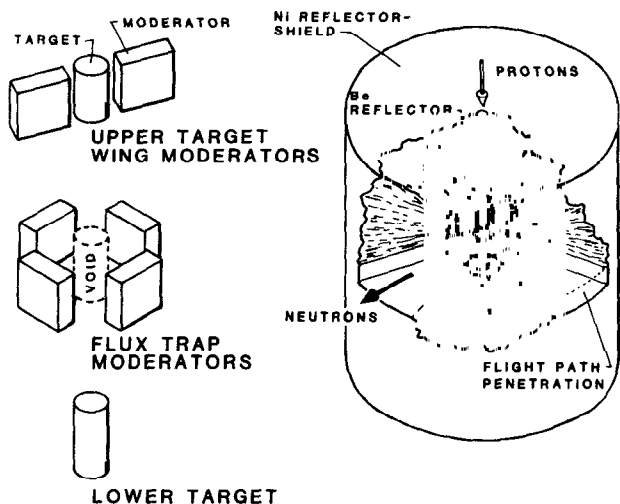 TARGET
MODERATOR
UPPER TARGET
WING MODERATORS
VOID
FLUX TRAP
MODERATORS
LOWER TARGET
Ni REFLECTOR-
SHIELD
PROTONS
Be
REFLECTOR
NEUTRONS
FLIGHT PATH
PENETRATION